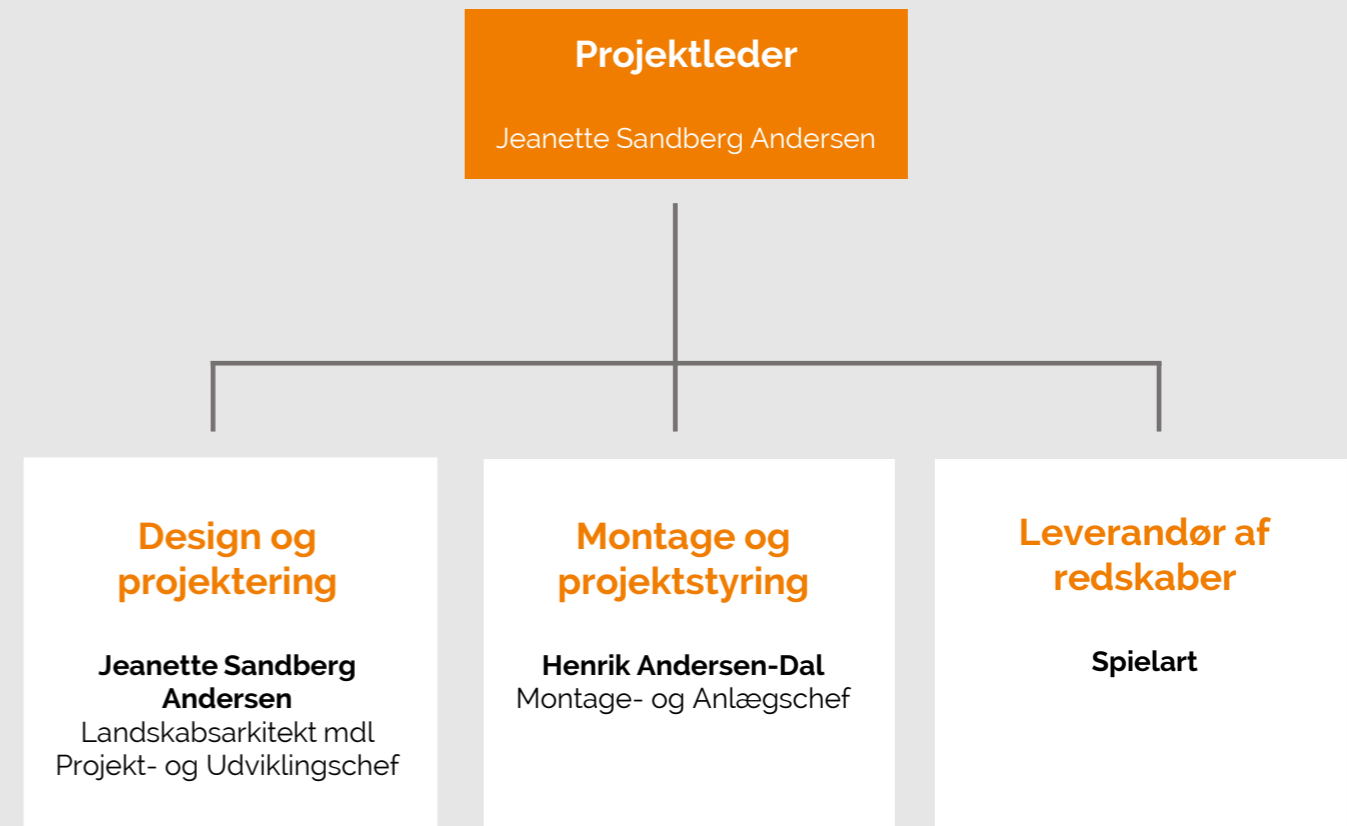 Projektleder
Jeanette Sandberg Andersen
Design og
projektering
Jeanette Sandberg
Andersen
Landskabsarkitekt mdl
Projekt- og Udviklingschef
Montage og
projektstyring
Henrik Andersen-Dal
Montage- og Anlægschef
Leverandør af
redskaber
Spielart